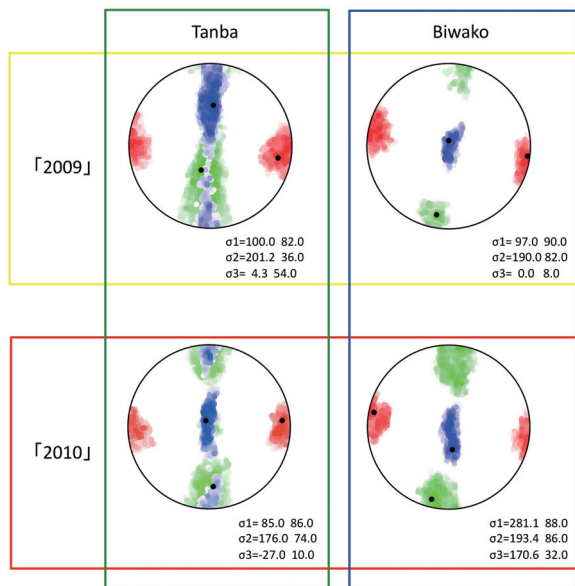 Tanba
Biwako
「2009」
σ1=100.0 82.0
σ2=201.2 36.0
σ3= 4.3 54.0
σ1= 97.0 90.0
σ2=190.0 82.0
σ3= 0.0 8.0
「2010」
σ1= 85.0 86.0
σ2=176.0 74.0
σ3=-27.0 10.0
σ1=281.1 88.0
σ2=193.4 86.0
σ3=170.6 32.0